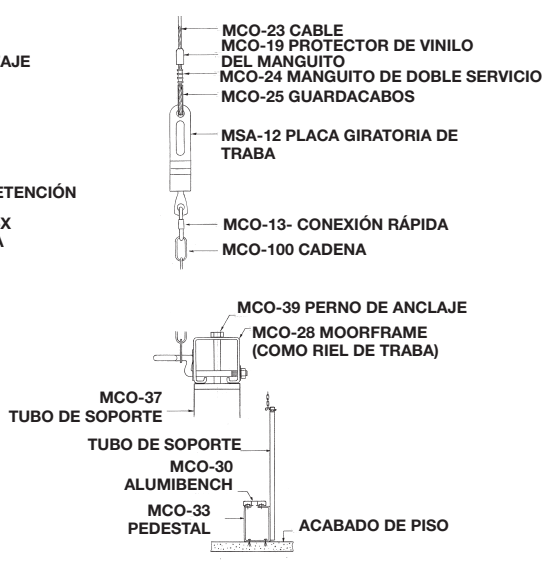 MCO-23 CABLE
MCO-19 PROTECTOR DE VINILO
DEL MANGUITO
MCO-24 MANGUITO DE DOBLE SERVICIO
MCO-25 GUARDACABOS
MSA-12 PLACA GIRATORIA DE
TRABA
MCO-13- CONEXIÓN RÁPIDA
MCO-100 CADENA
AJE
ETENCIÓN
X
MCO-39 PERNO DE ANCLAJE
MCO-28 MOORFRAME
(COMO RIEL DE TRABA)
MCO-37
TUBO DE SOPORTE
TUBO DE SOPORTE
MCO-30
ALUMIBENCH
MCO-33
PEDESTAL
ACABADO DE PISO